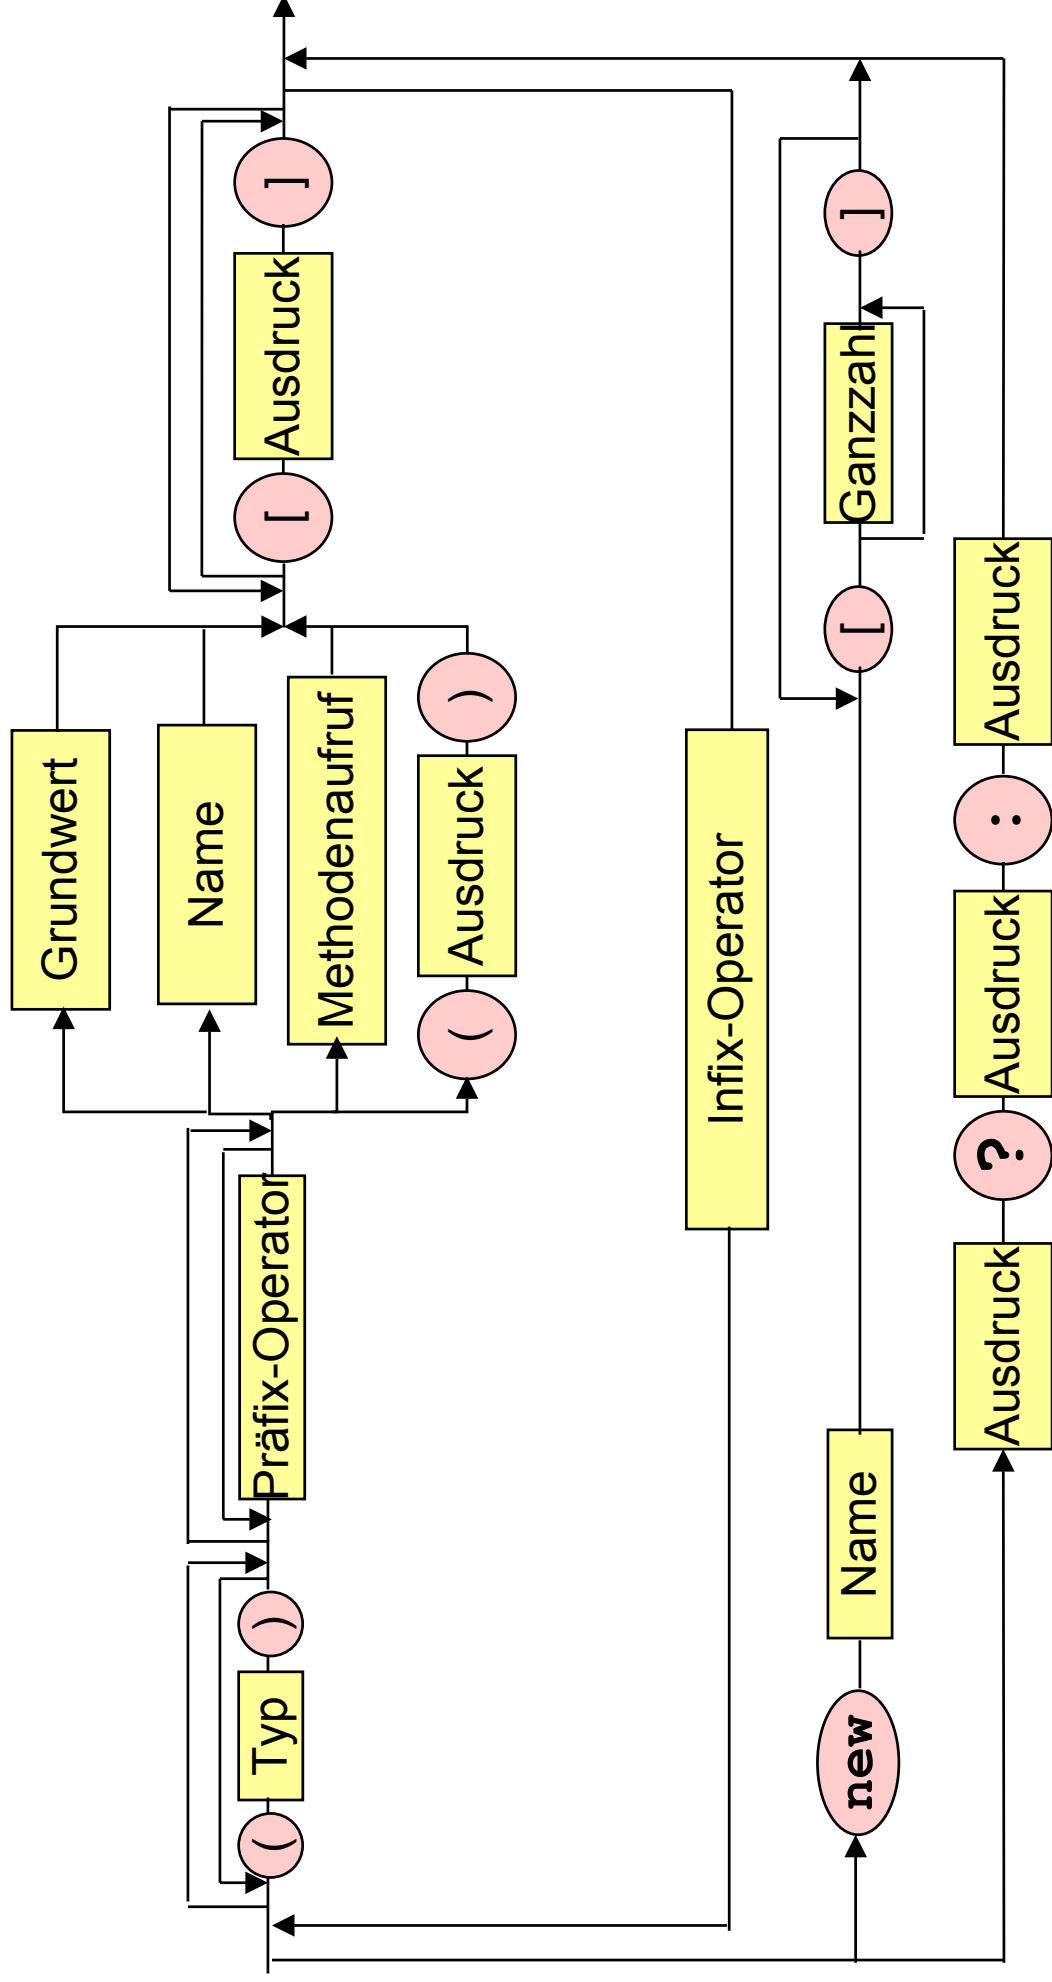 Grundwert
Name
( Typ ) Präfix-Operator [ Ausdruck ]
Methodenaufruf
( Ausdruck )
Infix-Operator
new Name [ Ganzzahl ]
Ausdruck ? Ausdruck : Ausdruck